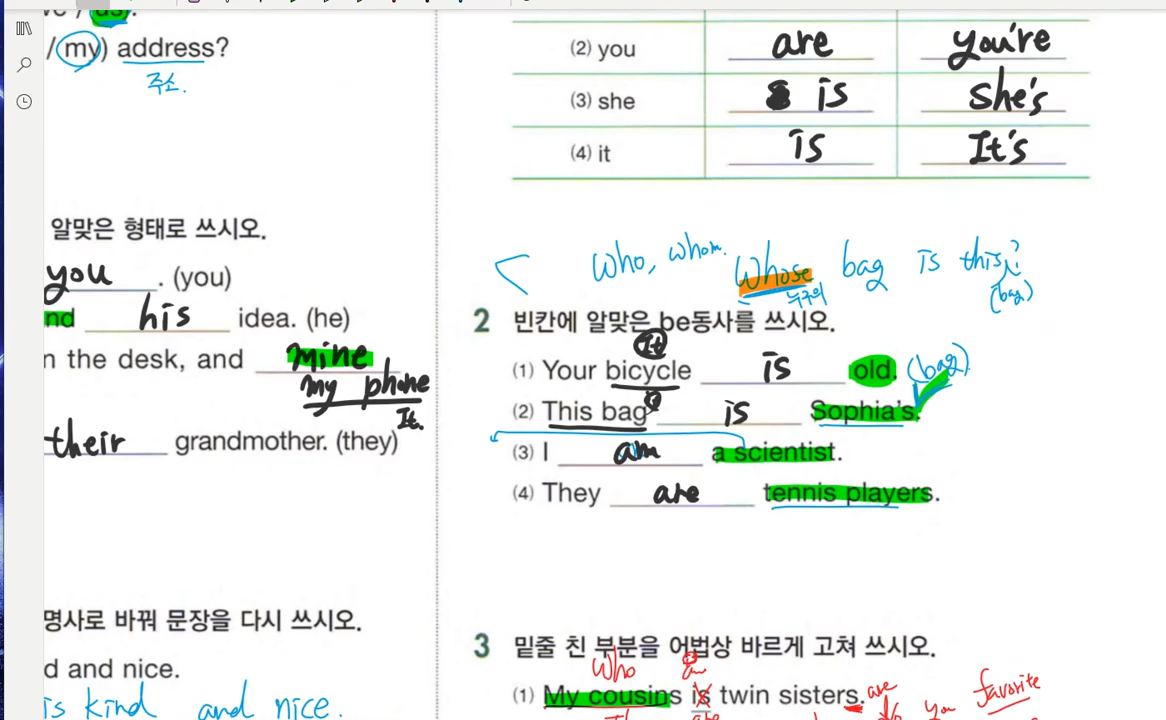 / my) address?
주소.
알맞은 형태로 쓰시오.
you . (you)
nd his idea. (he)
n the desk, and mine
my phone
It.
their grandmother. (they)
명사로 바꿔 문장을 다시 쓰시오.
d and nice.
is kind and nice.
(2) you are you're
(3) she is she's
(4) it is It's
who, whom. Whose bag is this?
누구의 (bag)
2 빈칸에 알맞은 be동사를 쓰시오.
It
(1) Your bicycle is old. (bag)
(2) This bag is Sophia's.
(3) I am a scientist.
(4) They are tennis players.
3 밑줄 친 부분을 어법상 바르게 고쳐 쓰시오.
Who favorite
(1) My cousins is twin sisters. are
are you